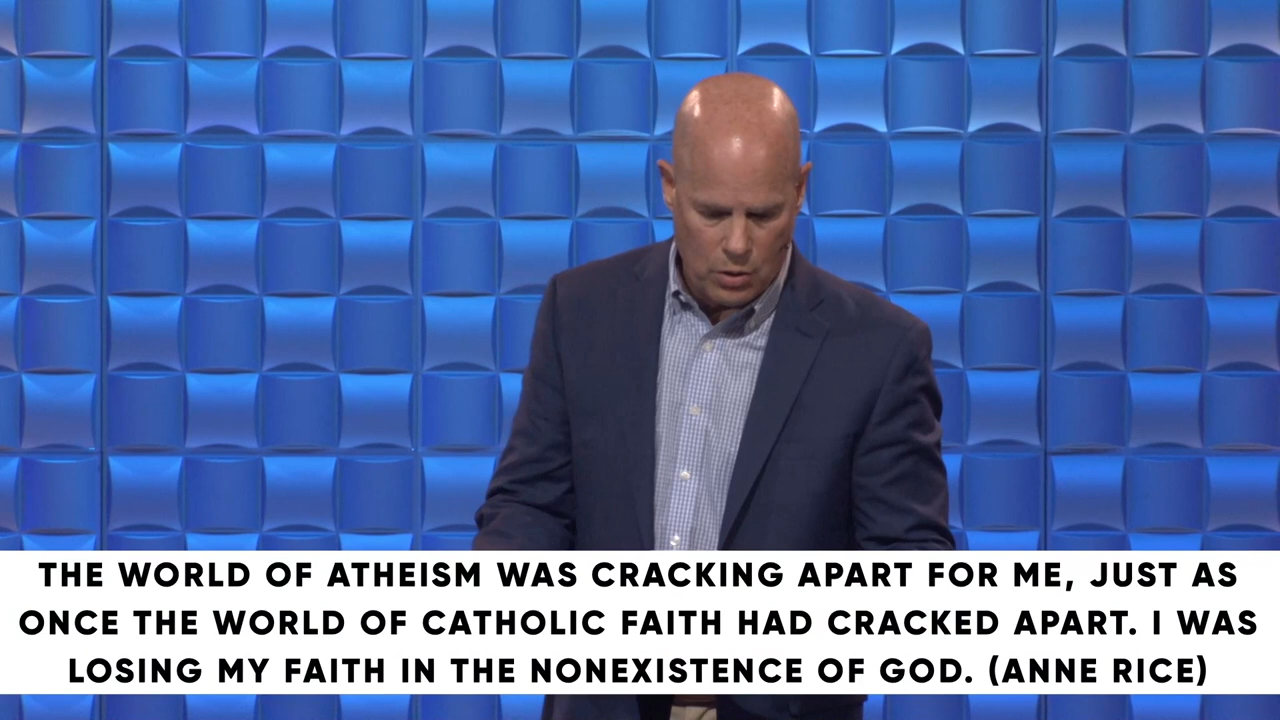 THE WORLD OF ATHEISM WAS CRACKING APART FOR ME, JUST AS
ONCE THE WORLD OF CATHOLIC FAITH HAD CRACKED APART. I WAS
LOSING MY FAITH IN THE NONEXISTENCE OF GOD. (ANNE RICE)